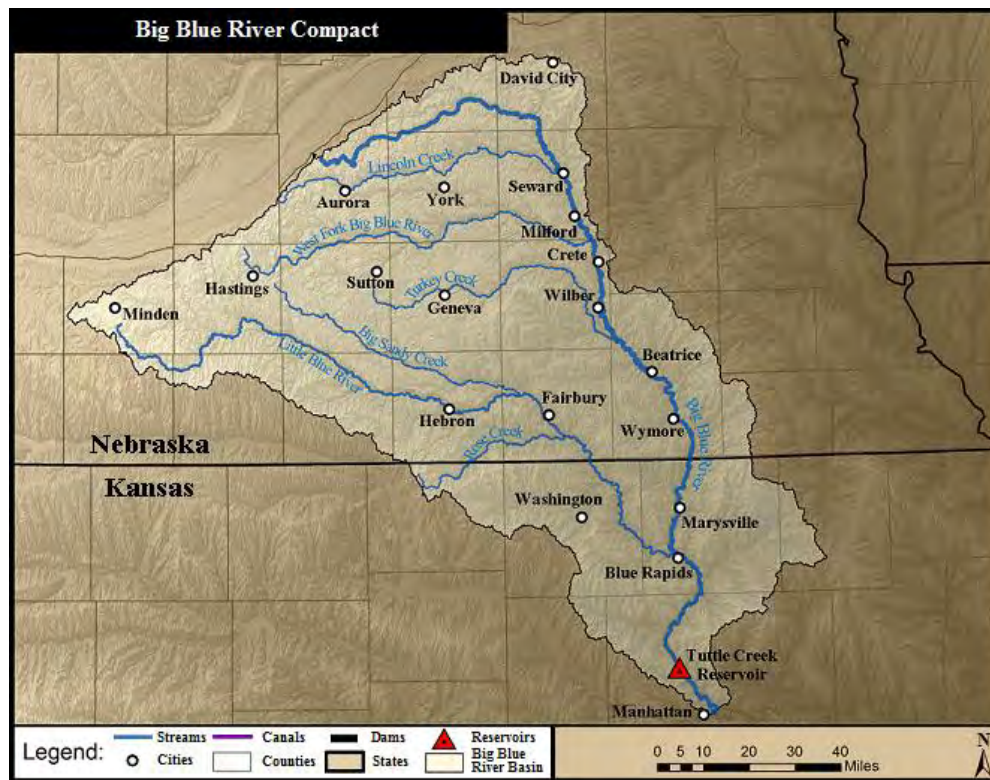 Big Blue River Compact
David City
Lincoln Creek
Seward
Aurora
York
Milford
West Fork Big Blue River
Crete
Hastings
Sutton
Turkey Creek
Geneva
Wilber
Minden
Big Sandy Creek
Little Blue River
Beatrice
Fairbury
Hebron
Wymore
Big Blue River
Rose Creek
Nebraska
Kansas
Washington
Marysville
Blue Rapids
Tuttle Creek
Reservoir
Manhattan
Legend:
Streams
Canals
Dams
Reservoirs
Cities
Counties
States
Big Blue
River Basin
0 5 10 20 30 40
Miles
N